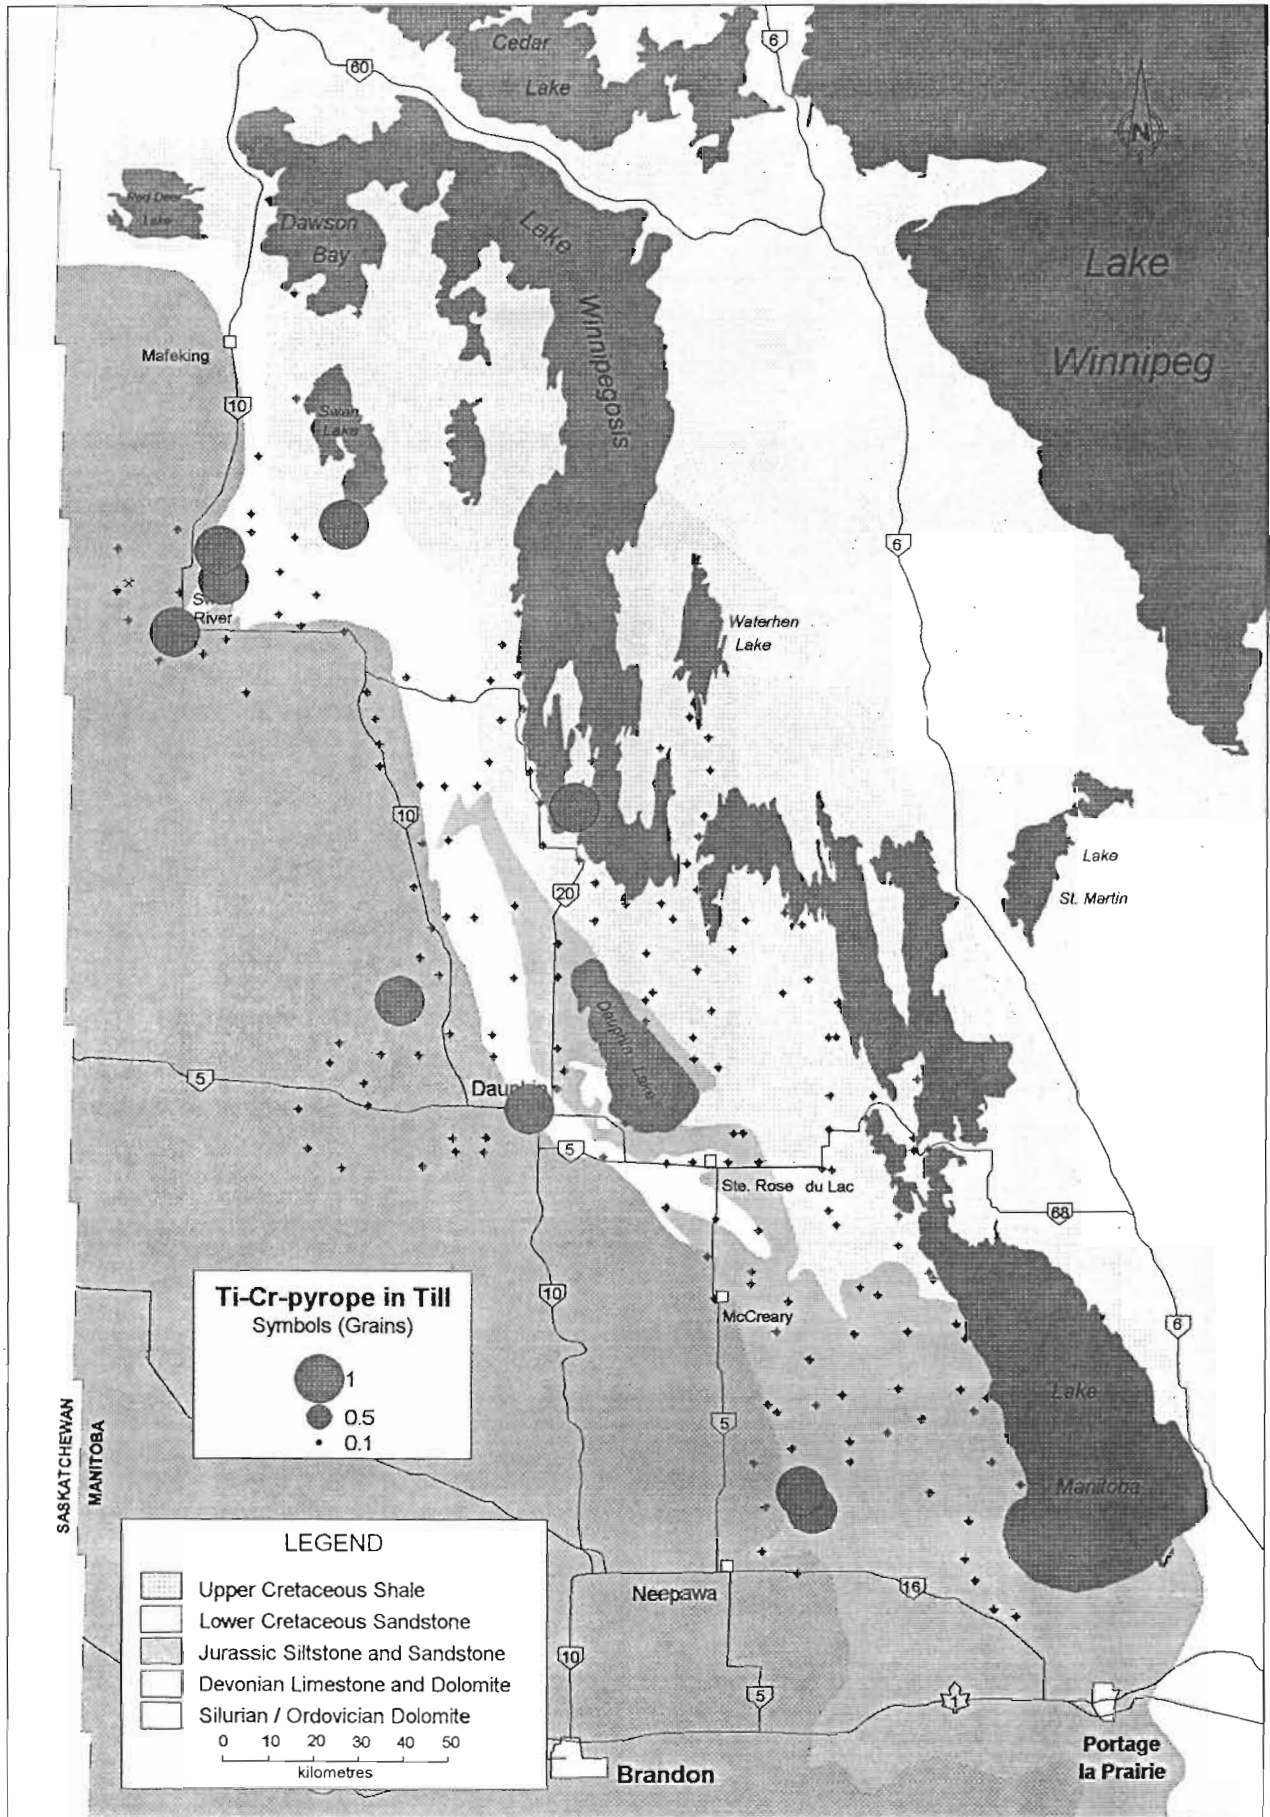 Cedar
Lake
6
60
N
Red Deer
Lake
Dawson
Bay
Lake
Winnipegosis
Lake
Winnipeg
Mafeking
10
Swan
Lake
6
River
Waterhen
Lake
10
Lake
St. Martin
20
Dauphin Lake
5
Dauphin
5
Ste. Rose du Lac
68
10
McCreary
6
Ti-Cr-pyrope in Till
Symbols (Grains)
1
0.5
0.1
Lake
Manitoba
5
SASKATCHEWAN
MANITOBA
LEGEND
Upper Cretaceous Shale
Lower Cretaceous Sandstone
Jurassic Siltstone and Sandstone
Devonian Limestone and Dolomite
Silurian / Ordovician Dolomite
0 10 20 30 40 50
kilometres
Neepawa
16
10
5
1
Brandon
Portage
la Prairie